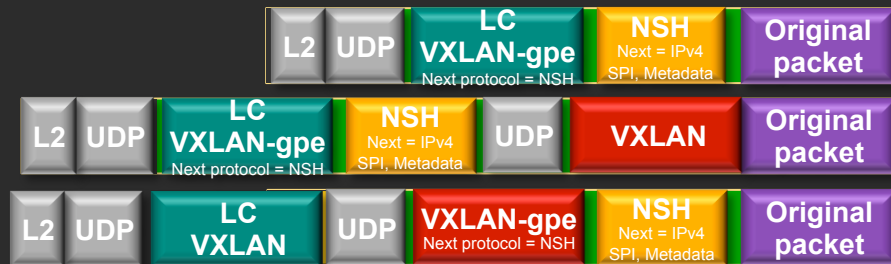 L2 UDP LC VXLAN-gpe Next protocol = NSH NSH Next = IPv4 SPI, Metadata Original packet
L2 UDP LC VXLAN-gpe Next protocol = NSH NSH Next = IPv4 SPI, Metadata UDP VXLAN Original packet
L2 UDP LC VXLAN UDP VXLAN-gpe Next protocol = NSH NSH Next = IPv4 SPI, Metadata Original packet